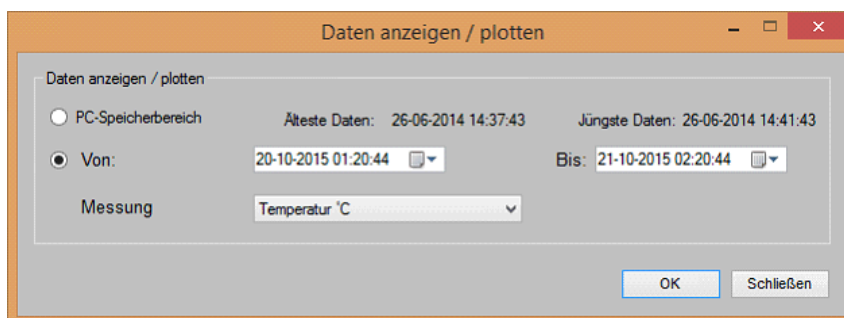 Daten anzeigen / plotten
Daten anzeigen / plotten
PC-Speicherbereich Älteste Daten: 26-06-2014 14:37:43 Jüngste Daten: 26-06-2014 14:41:43
Von: 20-10-2015 01:20:44 Bis: 21-10-2015 02:20:44
Messung Temperatur °C
OK Schließen